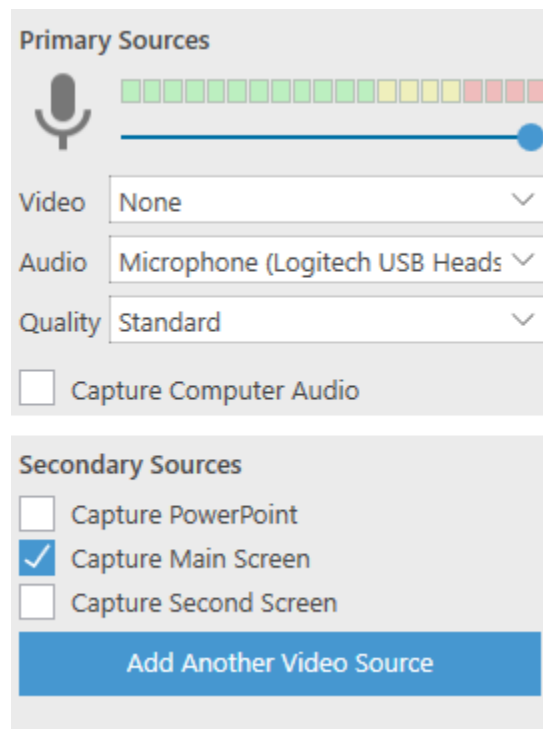 Primary Sources
Video None
Audio Microphone (Logitech USB Heads
Quality Standard
Capture Computer Audio
Secondary Sources
Capture PowerPoint
Capture Main Screen
Capture Second Screen
Add Another Video Source